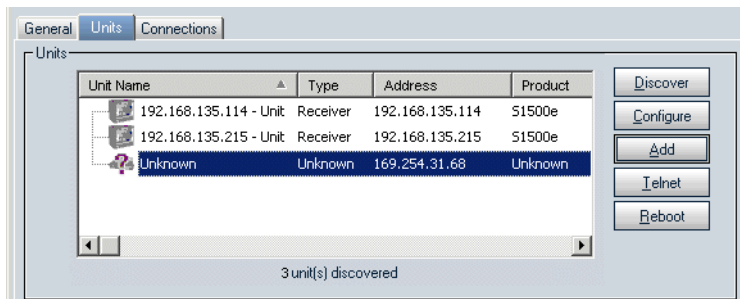 General Units Connections
Units
Unit Name Type Address Product
192.168.135.114 - Unit Receiver 192.168.135.114 S1500e
192.168.135.215 - Unit Receiver 192.168.135.215 S1500e
Unknown Unknown 169.254.31.68 Unknown
3 unit(s) discovered
Discover
Configure
Add
Telnet
Reboot